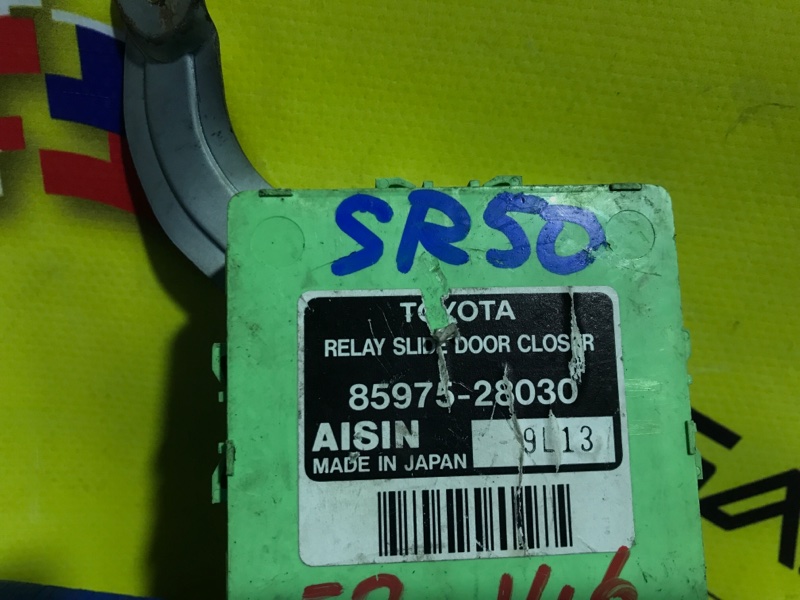 SR50
TOYOTA
RELAY SLIDE DOOR CLOSER
85975-28030
AISIN 9L13
MADE IN JAPAN